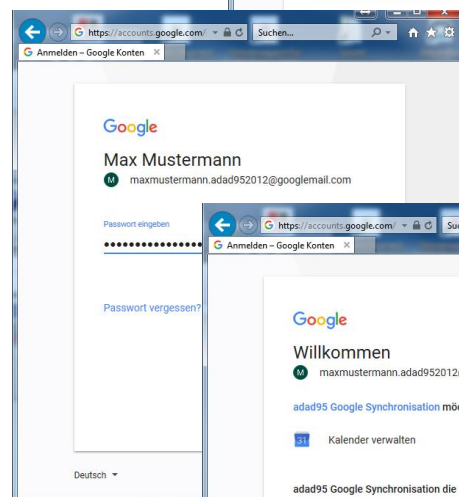 https://accounts.google.com/
Suchen...
Anmelden – Google Konten
Google
Max Mustermann
M maxmustermann.adad952012@googlemail.com
Passwort eingeben
Passwort vergessen?
Deutsch
https://accounts.google.com/
Anmelden – Google Konten
Google
Willkommen
M maxmustermann.adad952012
adad95 Google Synchronisation
31 Kalender verwalten
adad95 Google Synchronisation die